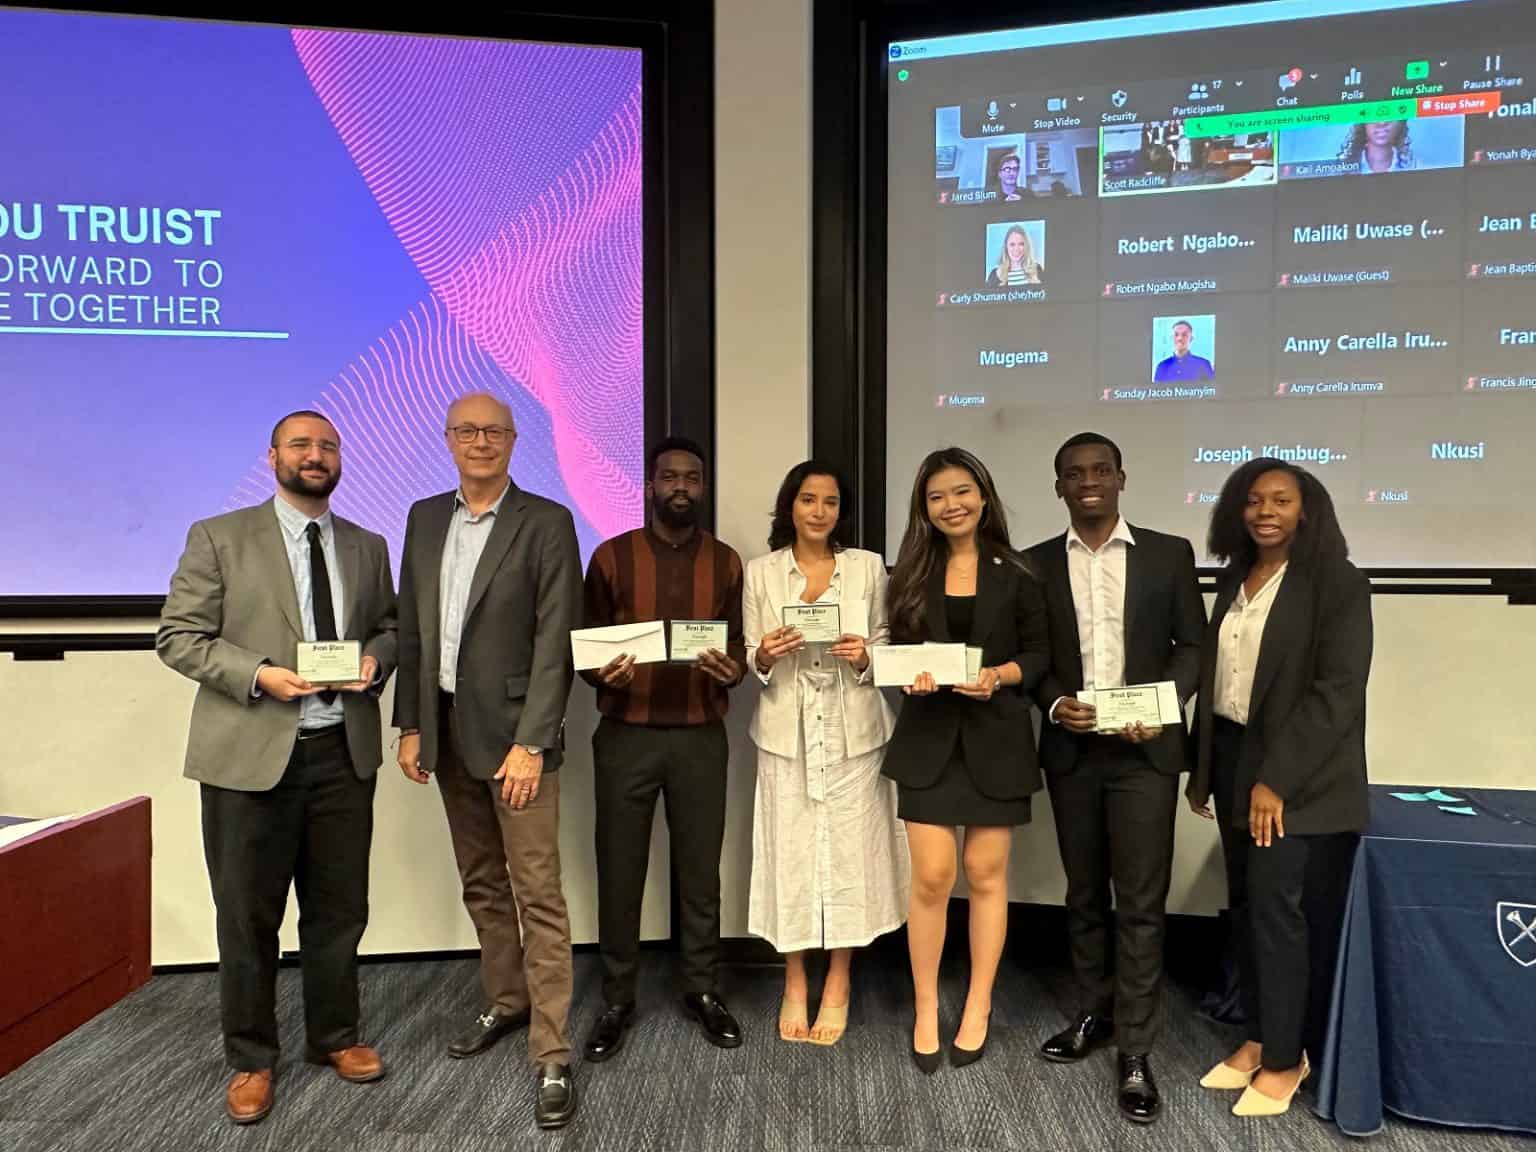 OU TRUIST
ORWARD TO
E TOGETHER
Zoom
Mute
Stop Video
Security
17
Participants
5
Chat
Polls
New Share
Pause Share
You are screen sharing
Stop Share
Jared Blum
Scott Radcliffe
Kail Ampakon
Yonah Bya
Carly Shuman (she/her)
Robert Ngabo...
Robert Ngabo Mugisha
Maliki Uwase (...
Maliki Uwase (Guest)
Jean B
Jean Baptis
Mugema
Mugema
Sunday Jacob Nwanyim
Anny Carella Iru...
Anny Carella Irumva
Fran
Francis Jing
Joseph Kimbug...
Nkusi
Nkusi
First Place
First Place
First Place
First Place